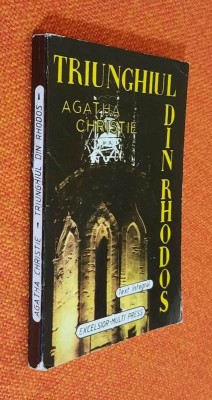 TRIUNGHIUL
DIN RHODOS
AGATHA
CHRISTIE
Text integral
EXCELSIOR-MULTI PRESS
AGATHA CHRISTIE - TRIUNGHIUL DIN RHODOS -